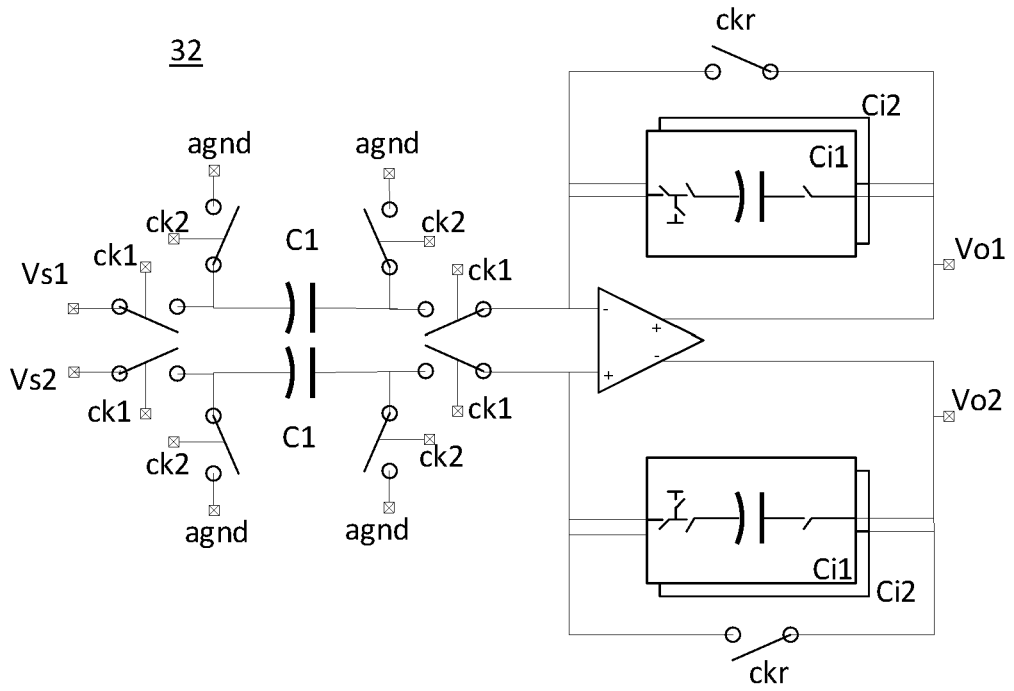 ckr
32
Ci2
agnd
agnd
Ci1
ck2
C1
ck2
ck1
ck1
Vs1
Vo1
-
+
-
+
Vs2
ck1
ck1
Vo2
C1
ck2
ck2
agnd
agnd
Ci1
Ci2
ckr